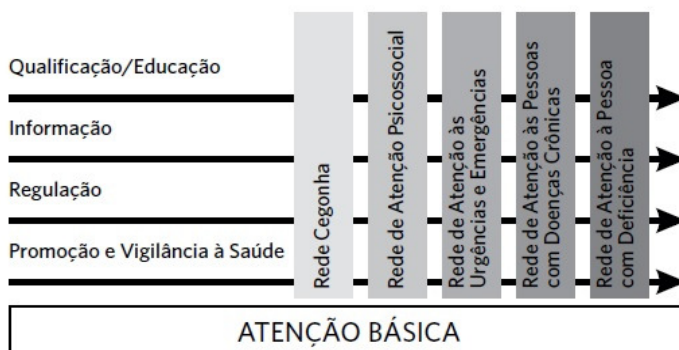 Qualificação/Educação
Informação
Regulação
Promoção e Vigilância à Saúde
Rede Cegonha
Rede de Atenção Psicossocial
Rede de Atenção às
Urgências e Emergências
Rede de Atenção às Pessoas
com Doenças Crônicas
Rede de Atenção à Pessoa
com Deficiência
ATENÇÃO BÁSICA